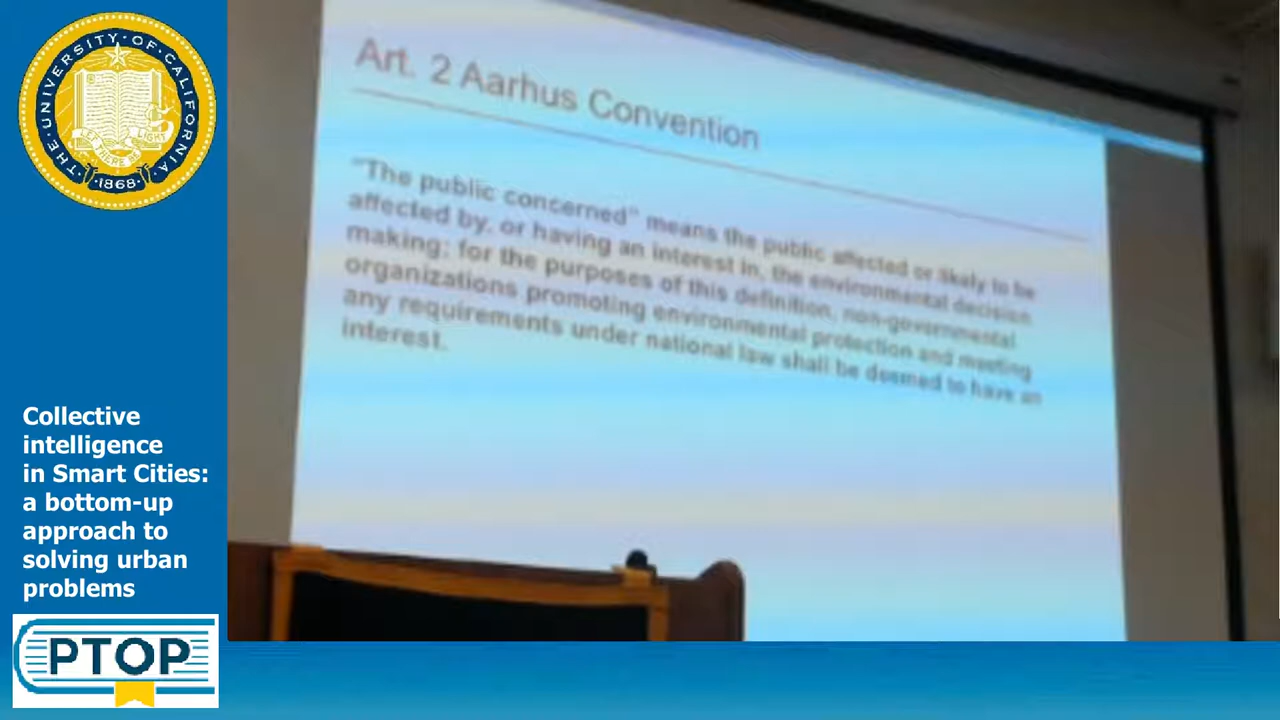 THE·UNIVERSITY·OF·CALIFORNIA
LET THERE BE LIGHT
·1868·
Collective
intelligence
in Smart Cities:
a bottom-up
approach to
solving urban
problems
PTOP
Art. 2 Aarhus Convention
"The public concerned" means the public affected or likely to be
affected by, or having an interest in, the environmental decision
making; for the purposes of this definition, non-governmental
organizations promoting environmental protection and meeting
any requirements under national law shall be deemed to have an
interest.